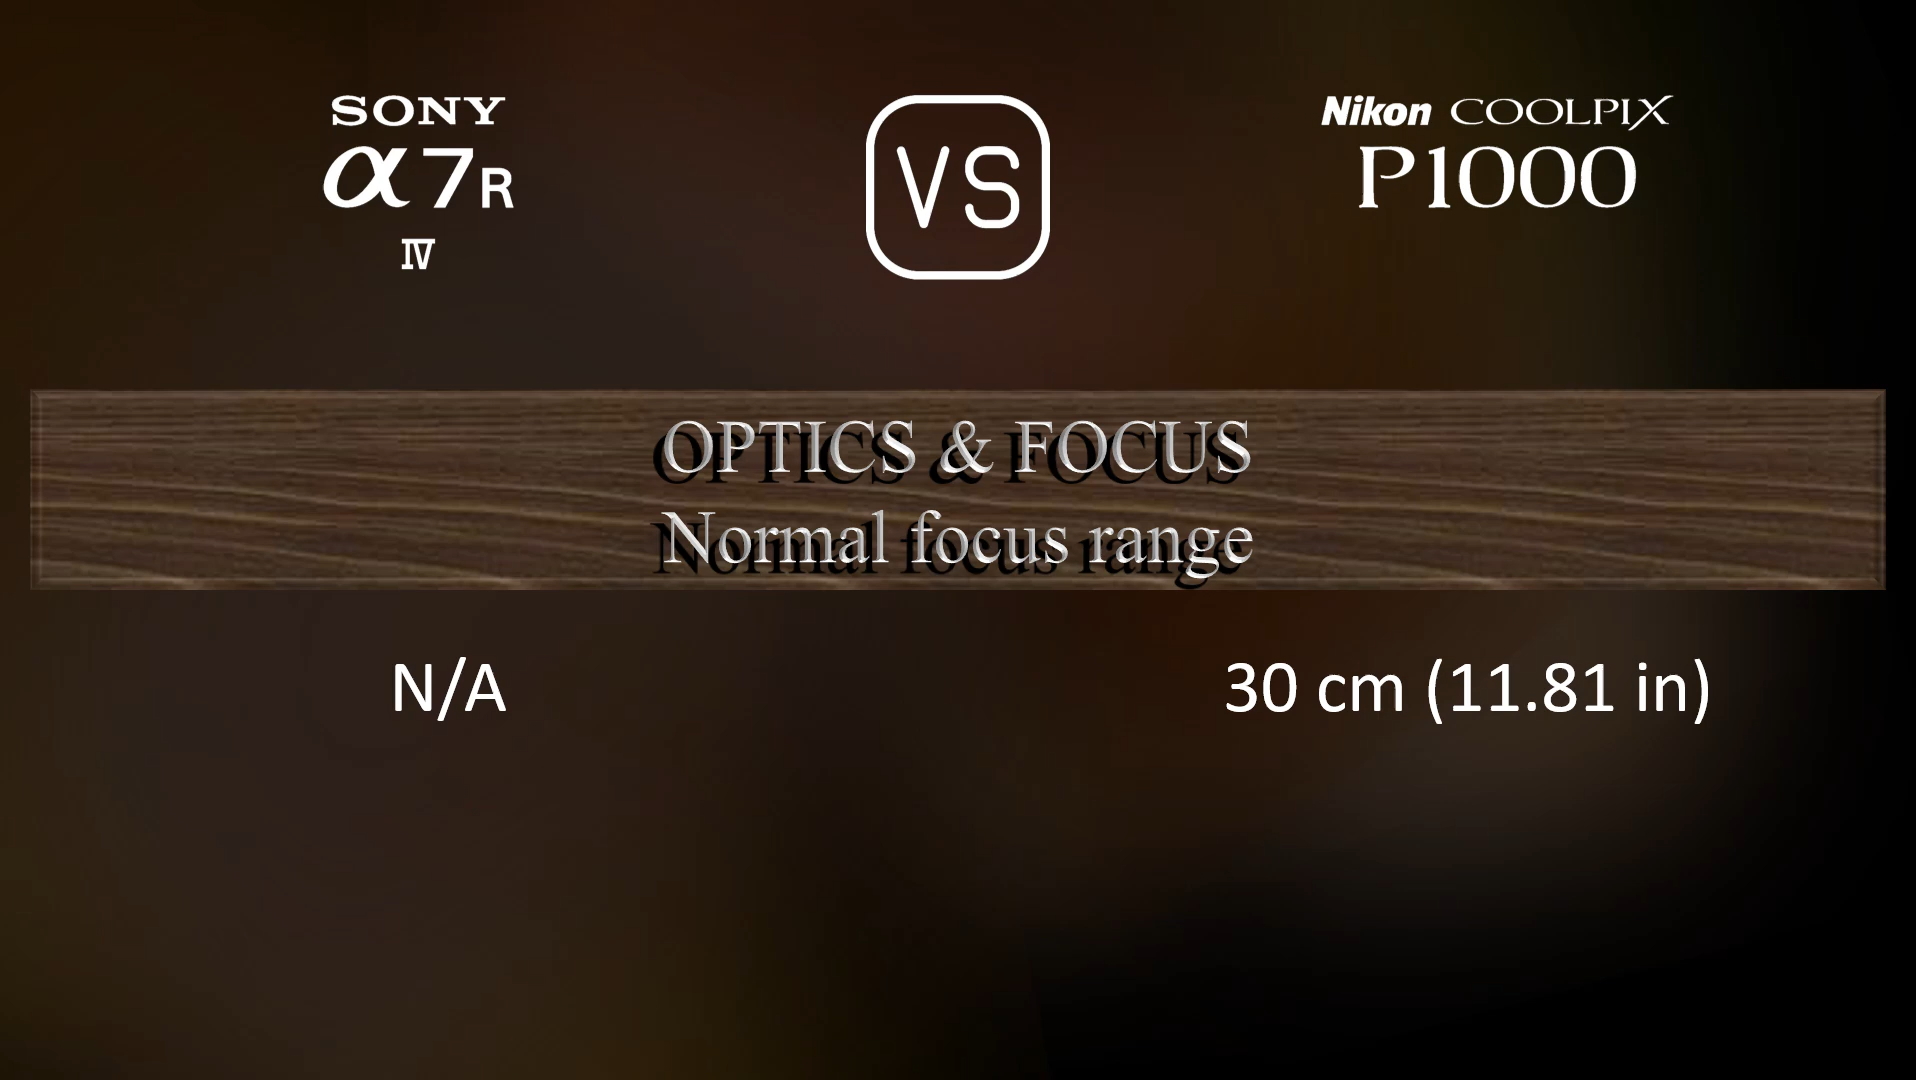 SONY
α7R
IV
VS
Nikon COOLPIX
P1000
OPTICS & FOCUS
Normal focus range
N/A
30 cm (11.81 in)